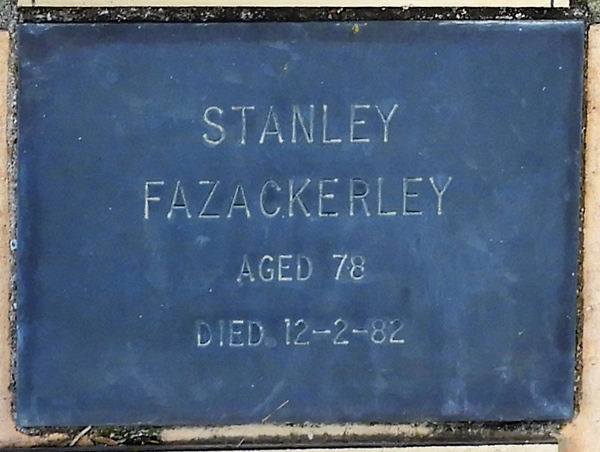 STANLEY
FAZACKERLEY
AGED 78
DIED 12-2-82